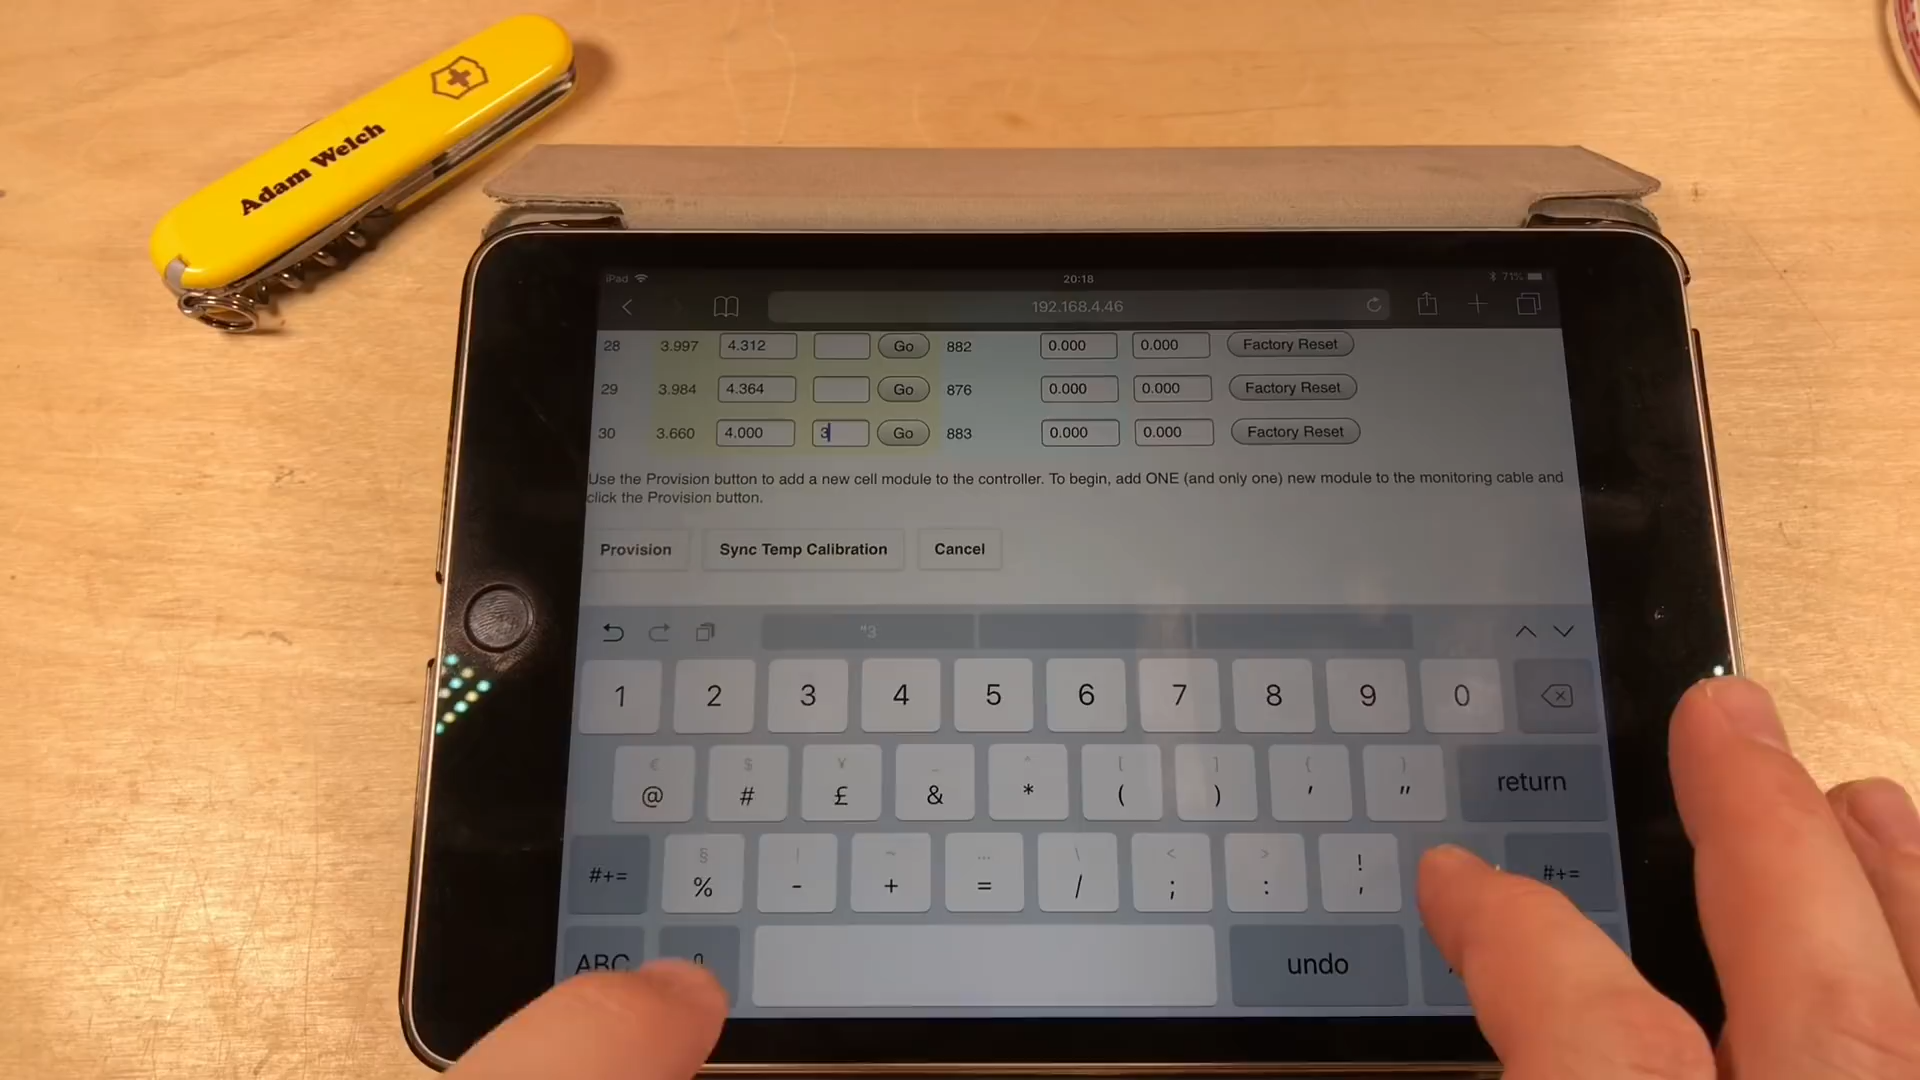 Adam Welch
iPad 20:18 71%
192.168.4.46
28 3.997 4.312 Go 882 0.000 0.000 Factory Reset
29 3.984 4.364 Go 876 0.000 0.000 Factory Reset
30 3.660 4.000 3 Go 883 0.000 0.000 Factory Reset
Use the Provision button to add a new cell module to the controller. To begin, add ONE (and only one) new module to the monitoring cable and
click the Provision button.
Provision Sync Temp Calibration Cancel
"3
1 2 3 4 5 6 7 8 9 0
€ $ ¥ _ ^ [ ] { }
@ # £ & * ( ) ' " return
§ | ~ … \ < > !
#+= % - + = / ; : , #+=
ABC undo